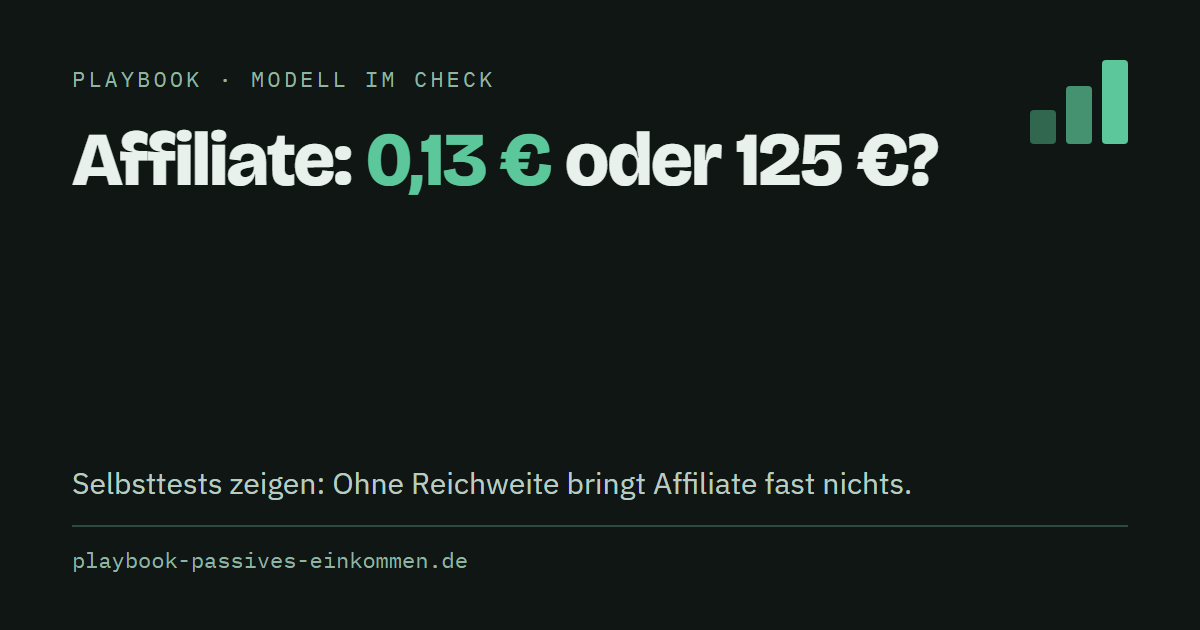 PLAYBOOK · MODELL IM CHECK
Affiliate: 0,13 € oder 125 €?
Selbsttests zeigen: Ohne Reichweite bringt Affiliate fast nichts.
playbook-passives-einkommen.de